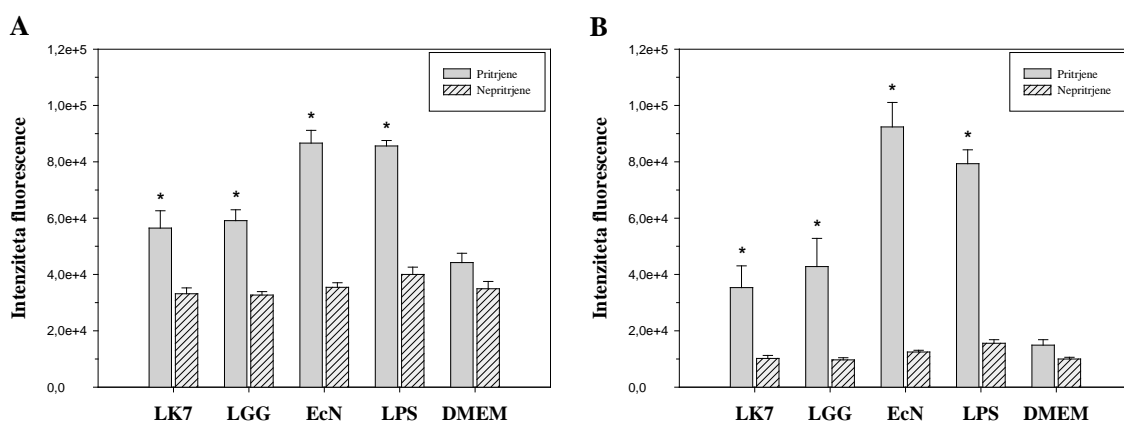 A
1,2e+5
1,0e+5
8,0e+4
6,0e+4
4,0e+4
2,0e+4
0,0
Intenziteta fluorescence
Pritrjene
Nepritrjene
*
*
*
*
LK7 LGG EcN LPS DMEM
B
1,2e+5
1,0e+5
8,0e+4
6,0e+4
4,0e+4
2,0e+4
0,0
Intenziteta fluorescence
Pritrjene
Nepritrjene
*
*
*
*
LK7 LGG EcN LPS DMEM